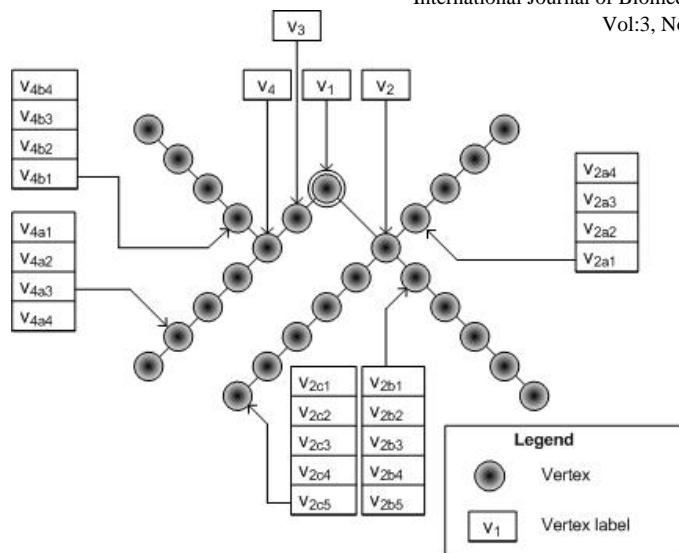 International Journal of Biome
Vol:3, No
v3
v4
v1
v2
v4b4
v4b3
v4b2
v4b1
v2a4
v2a3
v2a2
v2a1
v4a1
v4a2
v4a3
v4a4
v2c1
v2c2
v2c3
v2c4
v2c5
v2b1
v2b2
v2b3
v2b4
v2b5
Legend
Vertex
v1 Vertex label